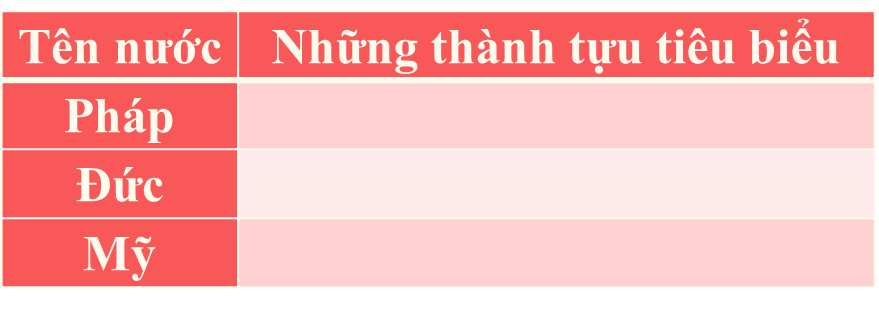 Tên nước Những thành tựu tiêu biểu
Pháp
Đức
Mỹ